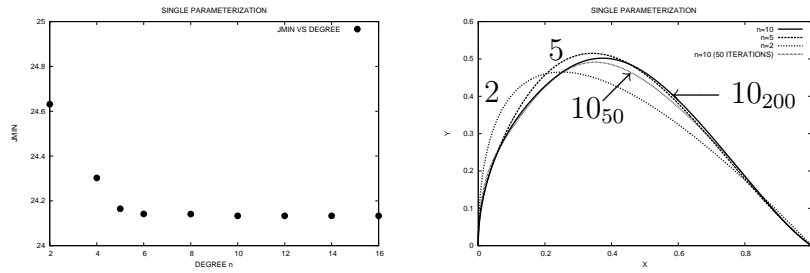 SINGLE PARAMETERIZATION
JMIN VS DEGREE
25
24.8
24.6
24.4
24.2
24
JMIN
2 4 6 8 10 12 14 16
DEGREE n
SINGLE PARAMETERIZATION
n=10
n=5
n=2
n=10 (50 ITERATIONS)
0.6
0.5
0.4
0.3
0.2
0.1
0
Y
5
2
10₅₀
10₂₀₀
0 0.2 0.4 0.6 0.8
X